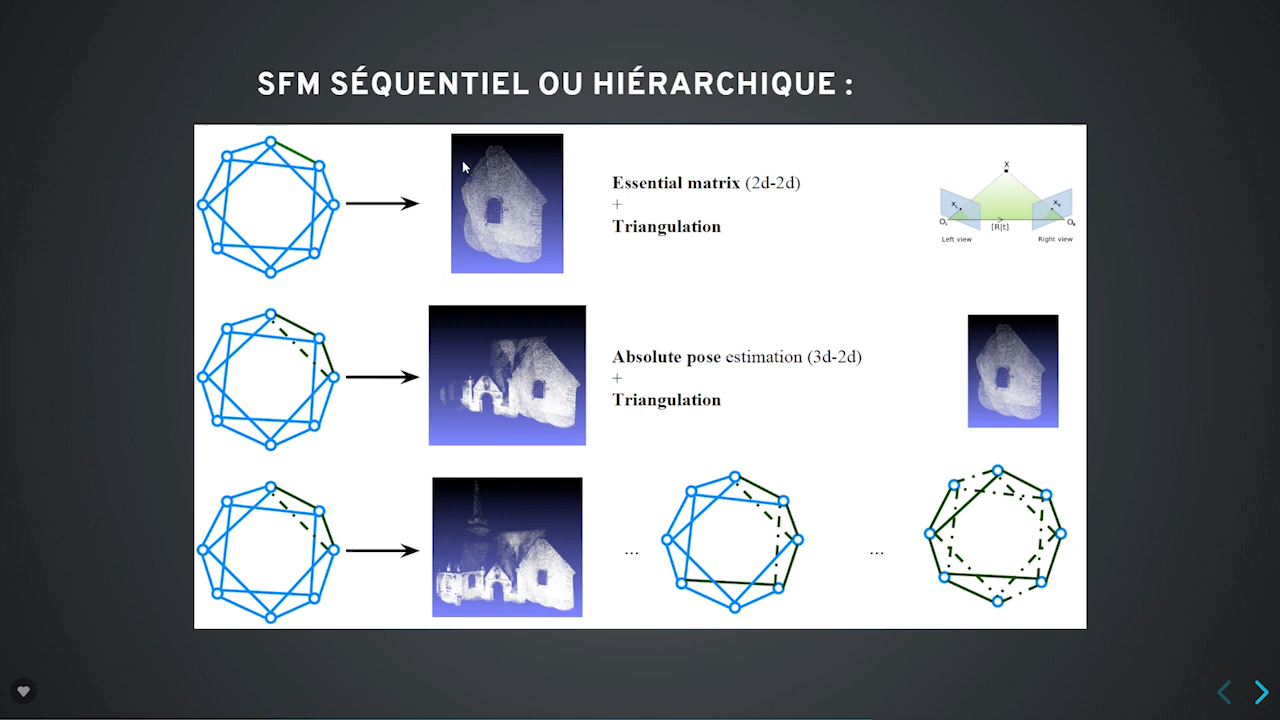 SFM SÉQUENTIEL OU HIÉRARCHIQUE :
Essential matrix (2d-2d)
+
Triangulation
X
[R|t]
Left view
Right view
Absolute pose estimation (3d-2d)
+
Triangulation
...
...